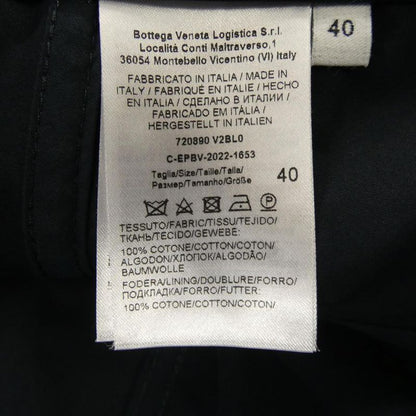 Bottega Veneta Logistica S.r.l.
Località Conti Maltraverso,1
36054 Montebello Vicentino (VI) Italy
40
FABBRICATO IN ITALIA / MADE IN
ITALY / FABRIQUÉ EN ITALIE / HECHO
EN ITALIA / СДЕЛАНО В ИТАЛИИ /
FABRICADO EM ITÁLIA /
HERGESTELLT IN ITALIEN
720890 V2BL0
C-EPBV-2022-1653
Taglia/Size/Taille/Talla/
Размер/Tamanho/Größe 40
P
TESSUTO/FABRIC/TISSU/TEJIDO/
ТКАНЬ/TECIDO/GEWEBE:
100% COTONE/COTTON/COTON/
ALGODON/ХЛОПОК/ALGODÃO/
BAUMWOLLE
FODERA/LINING/DOUBLURE/FORRO/
ПОДКЛАДКА/FORRO/FUTTER:
100% COTONE/COTTON/COTON/